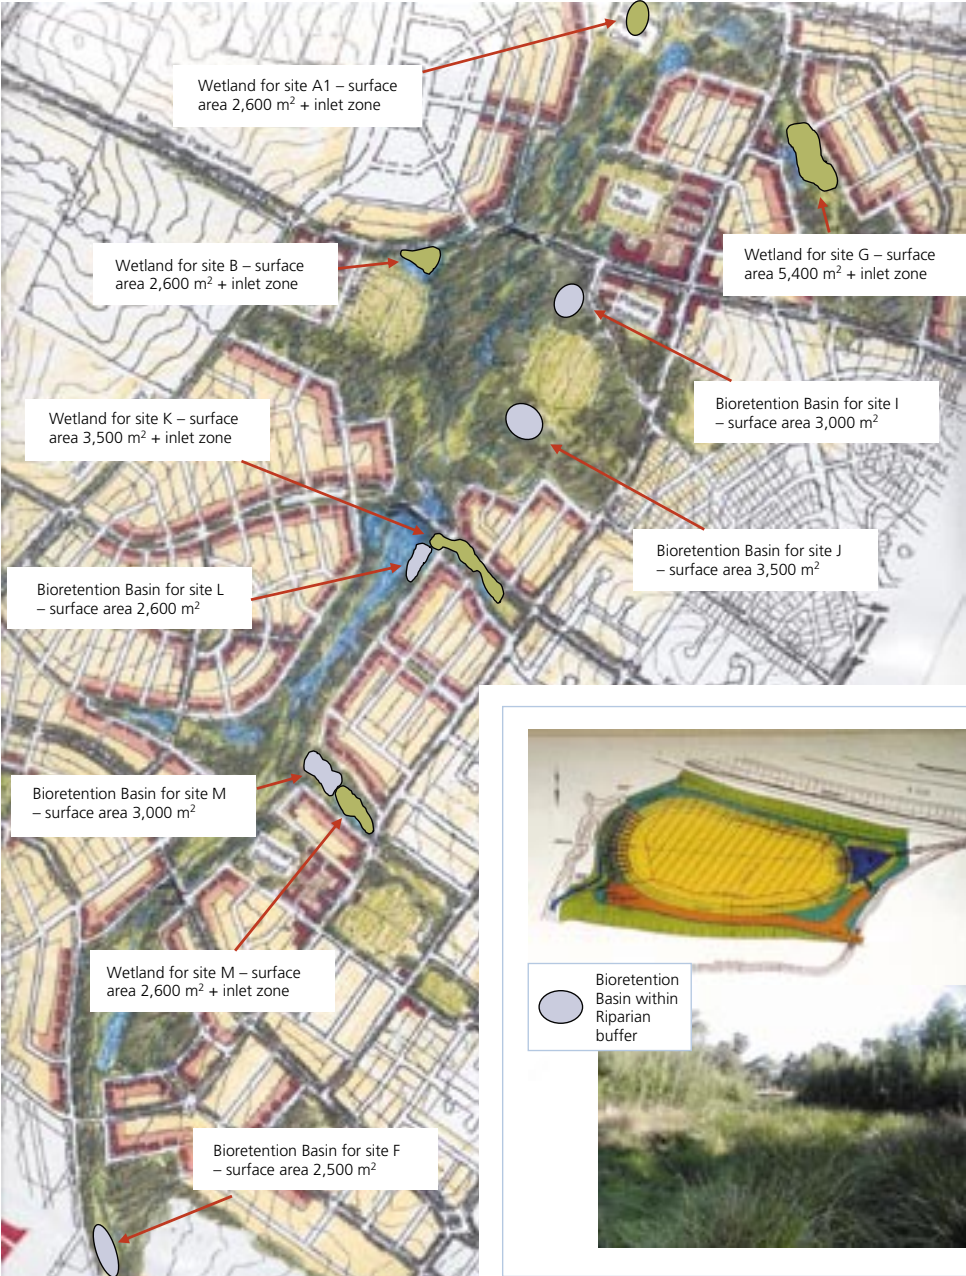 Wetland for site A1 – surface
area 2,600 m² + inlet zone
Wetland for site G – surface
area 5,400 m² + inlet zone
Wetland for site B – surface
area 2,600 m² + inlet zone
Bioretention Basin for site I
– surface area 3,000 m²
Wetland for site K – surface
area 3,500 m² + inlet zone
Bioretention Basin for site J
– surface area 3,500 m²
Bioretention Basin for site L
– surface area 2,600 m²
Bioretention Basin for site M
– surface area 3,000 m²
Wetland for site M – surface
area 2,600 m² + inlet zone
Bioretention
Basin within
Riparian
buffer
Bioretention Basin for site F
– surface area 2,500 m²